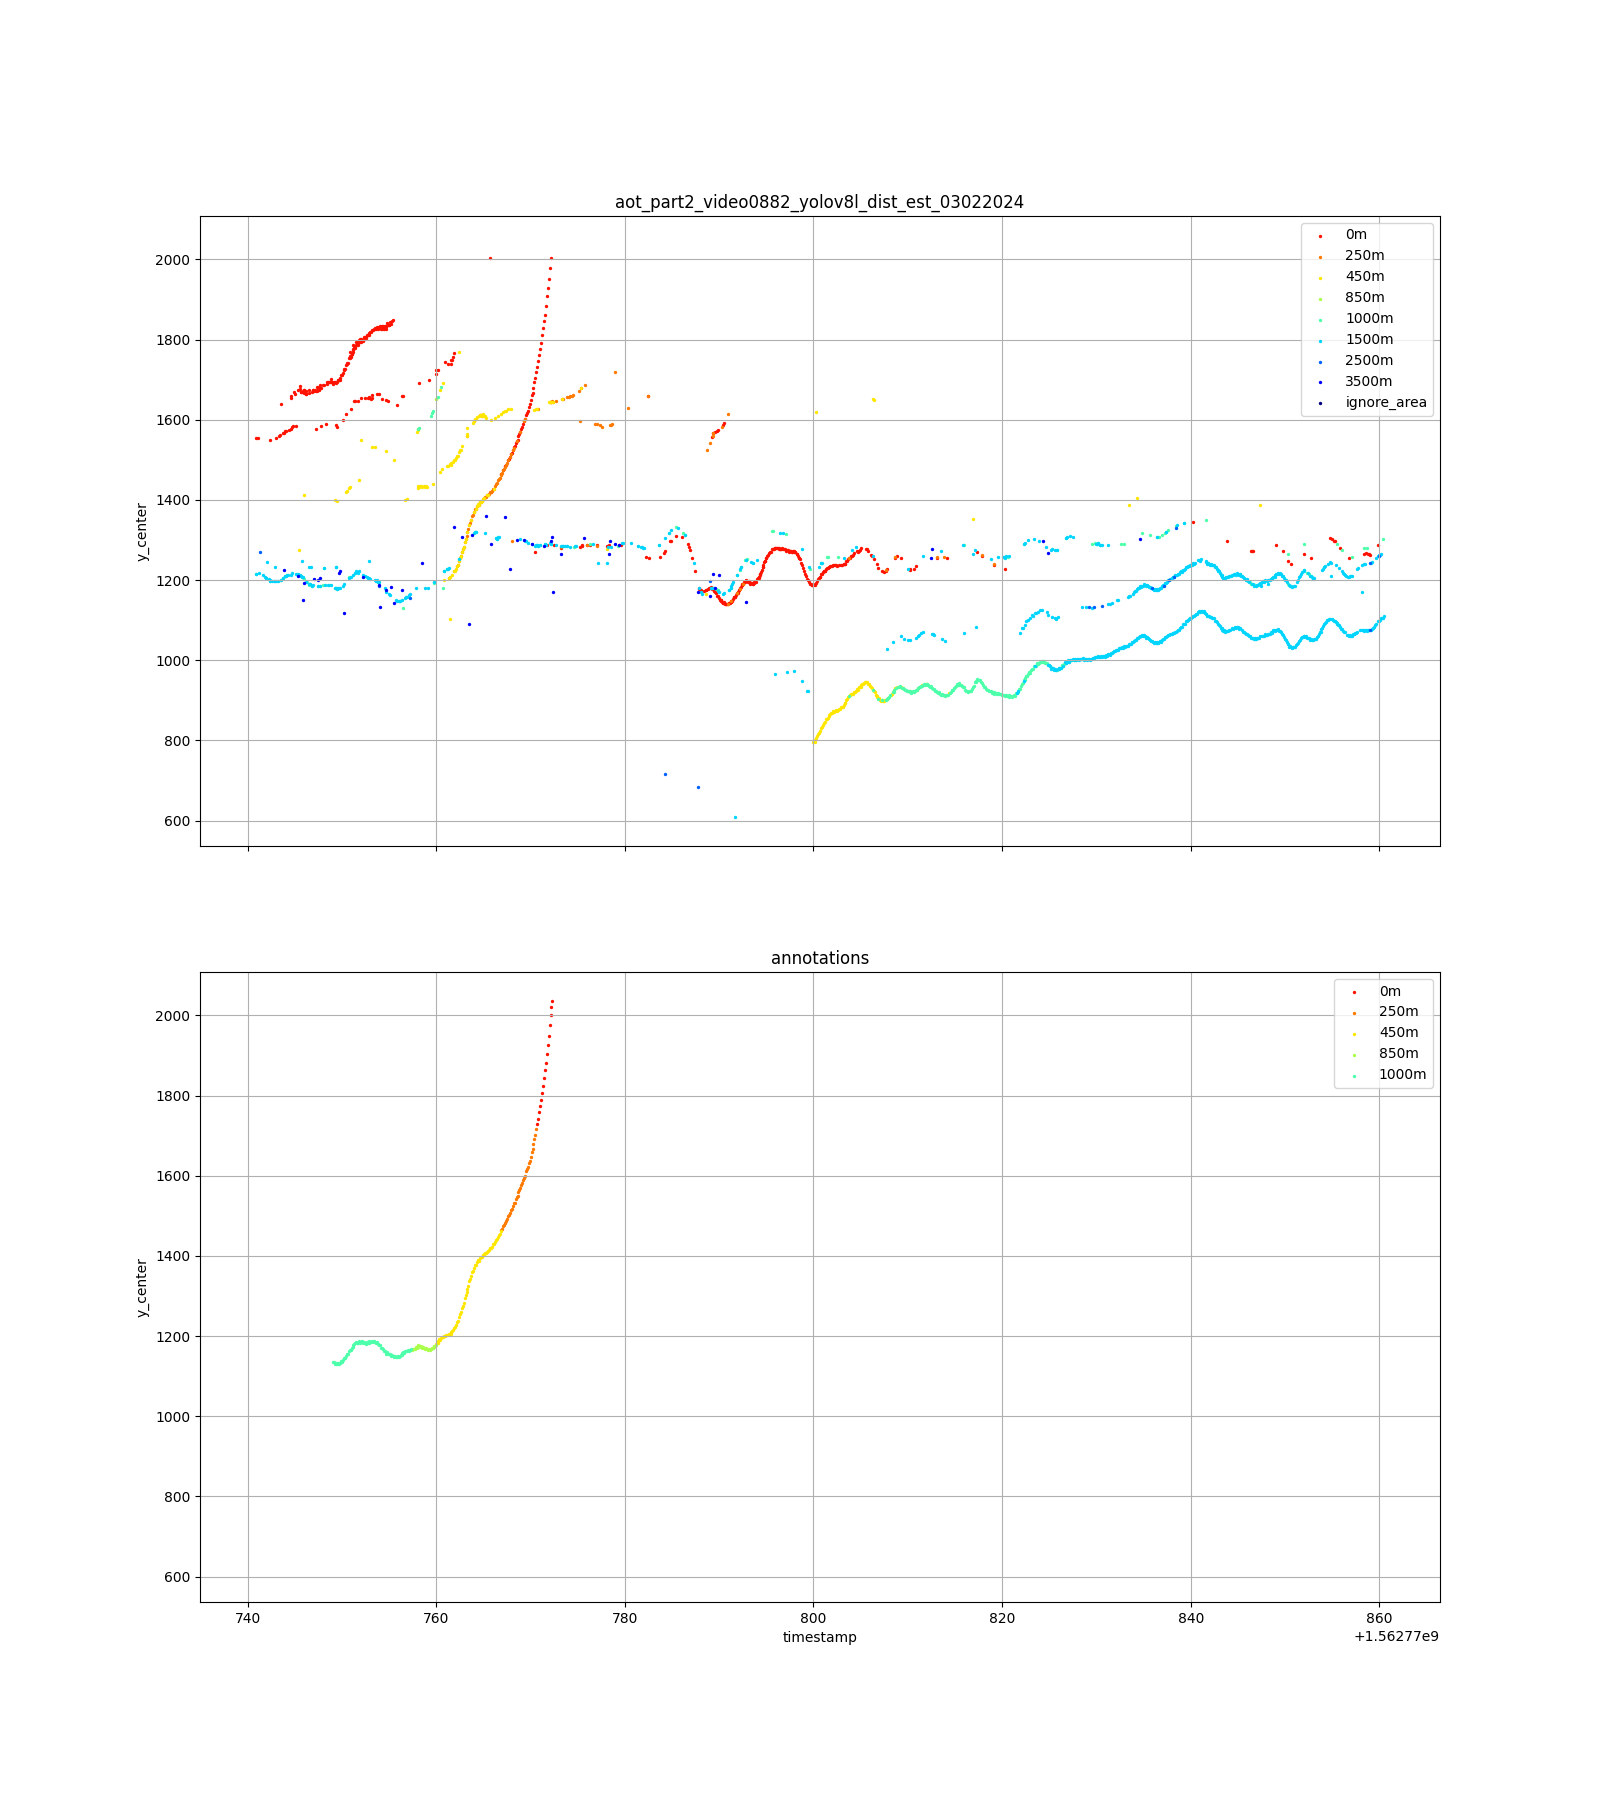 aot_part2_video0882_yolov8l_dist_est_03022024
0m
250m
450m
850m
1000m
1500m
2500m
3500m
ignore_area
2000
1800
1600
1400
1200
1000
800
600
y_center
annotations
0m
250m
450m
850m
1000m
2000
1800
1600
1400
1200
1000
800
600
y_center
740 760 780 800 820 840 860
timestamp
+1.56277e9